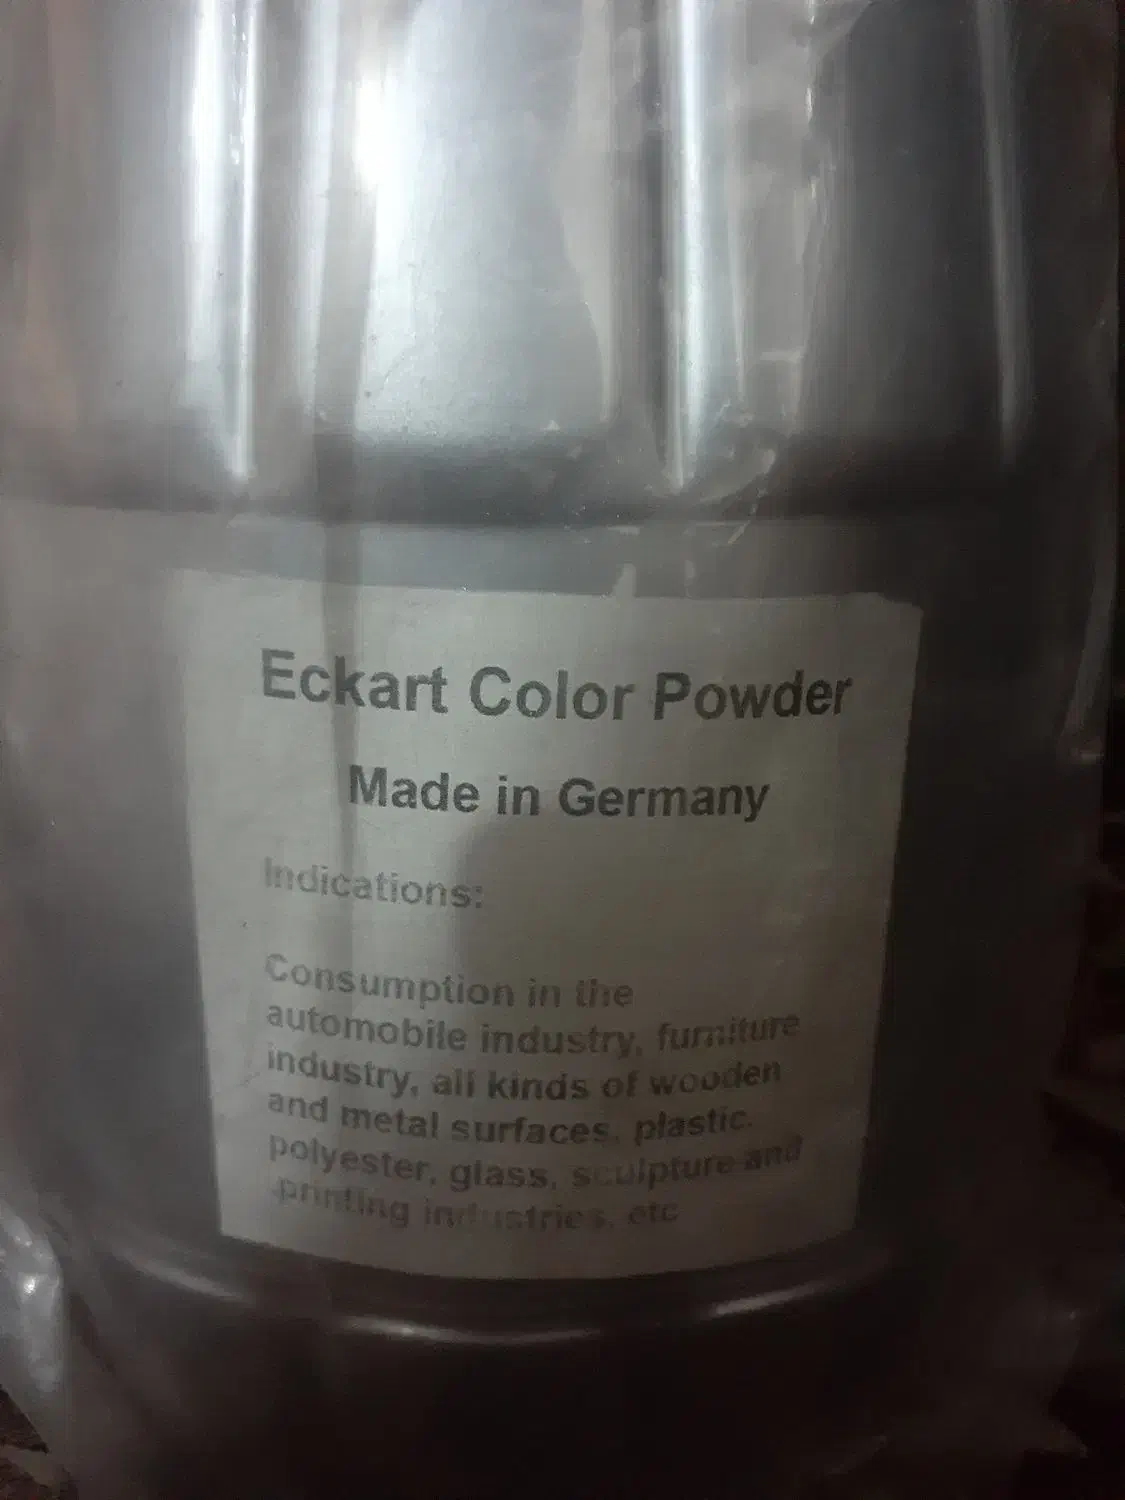 Eckart Color Powder
Made in Germany
Indications:
Consumption in the
automobile industry, furniture
industry, all kinds of wooden
and metal surfaces, plastic.
polyester, glass, sculpture and
printing industries, etc